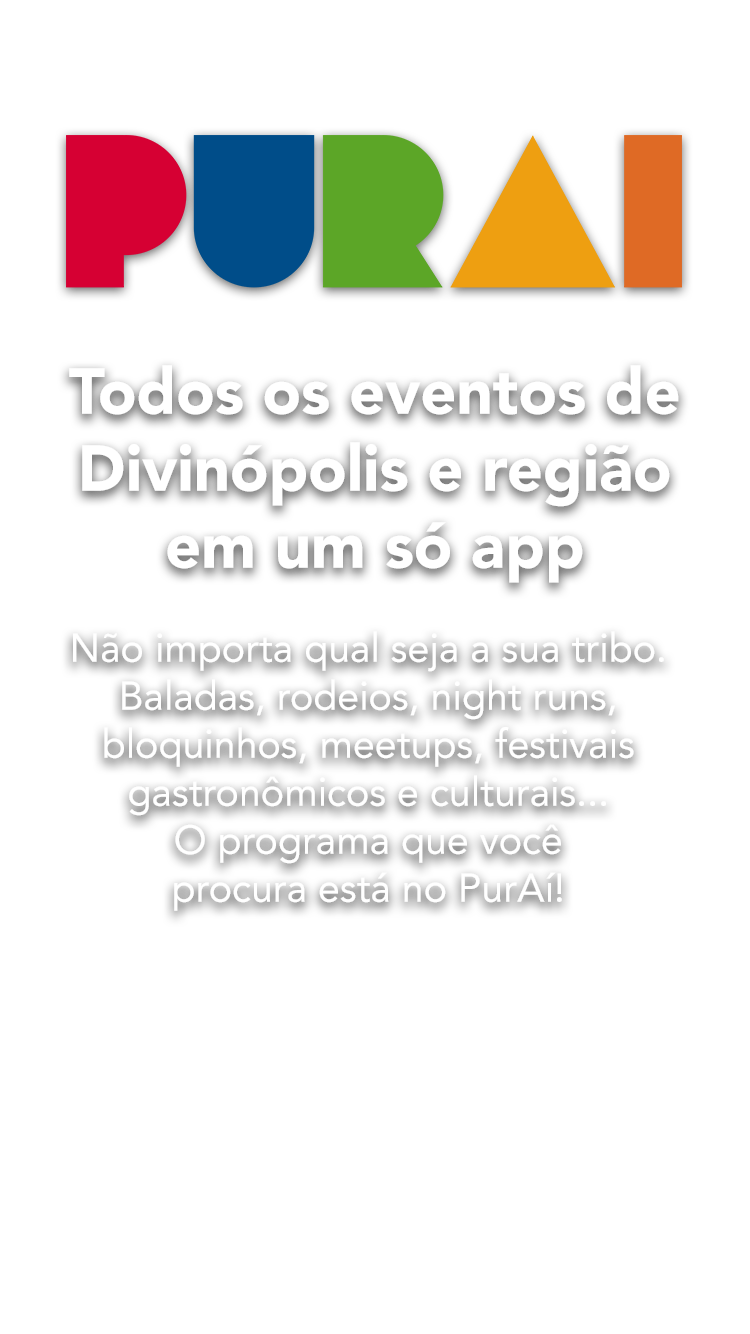 PURAI
Todos os eventos de
Divinópolis e região
em um só app
Não importa qual seja a sua tribo.
Baladas, rodeios, night runs,
bloquinhos, meetups, festivais
gastronômicos e culturais...
O programa que você
procura está no PurAí!